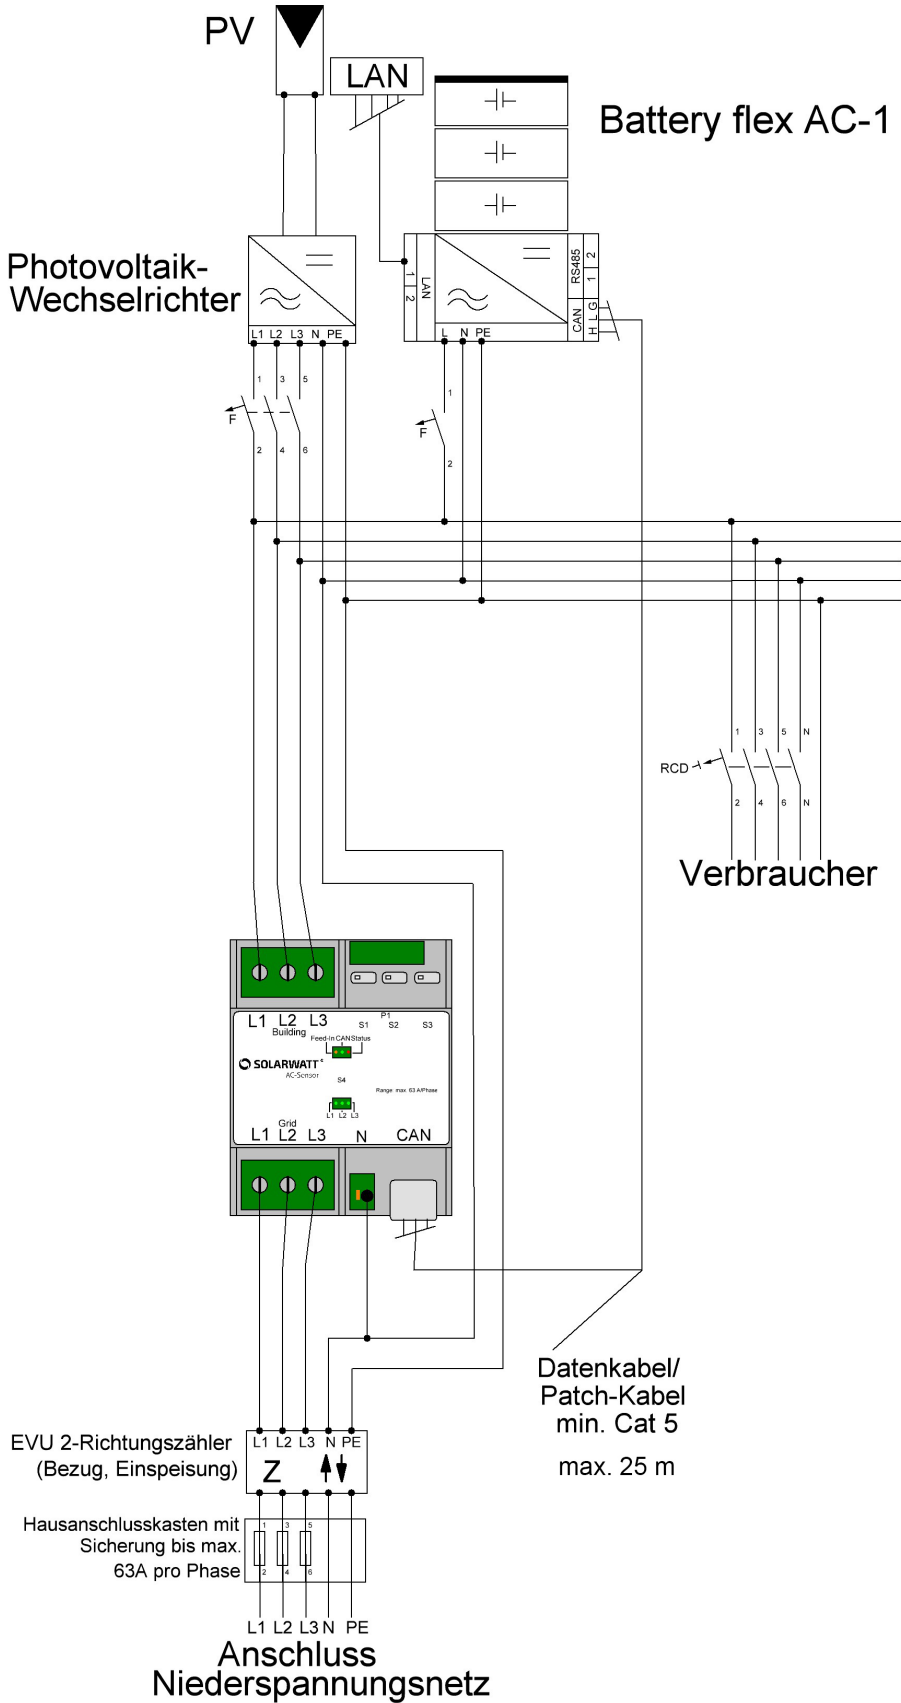 PV
LAN
Battery flex AC-1
Photovoltaik-
Wechselrichter
L1 L2 L3 N PE
1 2
LAN
L N PE
RS485
1 2
CAN
H L G
1 3 5
F
2 4 6
1
F
2
1 3 5 N
RCD
2 4 6 N
Verbraucher
L1 L2 L3
Building
P1
S1 S2 S3
Feed-In CAN Status
SOLARWATT°
AC-Sensor
S4
Range: max. 63 A/Phase
L1 L2 L3
Grid
L1 L2 L3 N CAN
Datenkabel/
Patch-Kabel
min. Cat 5
max. 25 m
EVU 2-Richtungszähler
(Bezug, Einspeisung)
L1 L2 L3 N PE
Z
Hausanschlusskasten mit
Sicherung bis max.
63A pro Phase
1 3 5
2 4 6
L1 L2 L3 N PE
Anschluss
Niederspannungsnetz